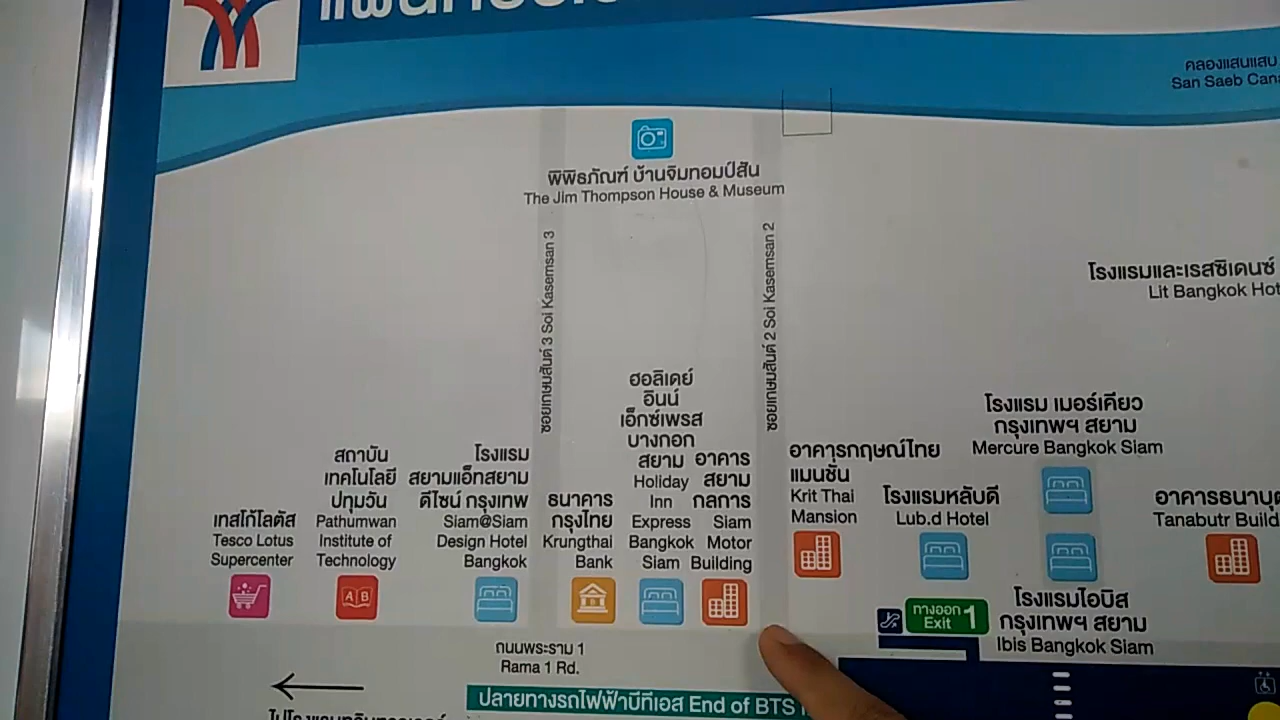 คลองแสนแสบ
พิพิธภัณฑ์ บ้านจิมทอมป์สัน
The Jim Thompson House & Museum
ซอยเกษมสันต์ 3 Soi Kasemsan 3
ซอยเกษมสันต์ 2 Soi Kasemsan 2
San Saeb
โรงแรมและเรสซิเดนซ์
Lit Bangkok
เทสโก้โลตัส
Tesco Lotus
Supercenter
สถาบัน
เทคโนโลยี
ปทุมวัน
Pathumwan
Institute of
Technology
โรงแรม
สยามแอ็ทสยาม
ดีไซน์ กรุงเทพ
Siam@Siam
Design Hotel
Bangkok
ธนาคาร
กรุงไทย
Krungthai
Bank
ฮอลิเดย์
อินน์
เอ็กซ์เพรส
บางกอก
สยาม
Holiday
Inn
Express
Bangkok
Siam
อาคาร
สยาม
กลการ
Siam
Motor
Building
อาคารกฤษณ์ไทย
แมนชั่น
Krit Thai
Mansion
โรงแรมหลับดี
Lub.d Hotel
โรงแรม เมอร์เคียว
กรุงเทพฯ สยาม
Mercure Bangkok Siam
โรงแรมไอบิส
กรุงเทพฯ สยาม
Ibis Bangkok Siam
Tanabutr
ทางออก
Exit 1
ถนนพระราม 1
Rama 1 Rd.
ปลายทางรถไฟฟ้าบีทีเอส End of BTS